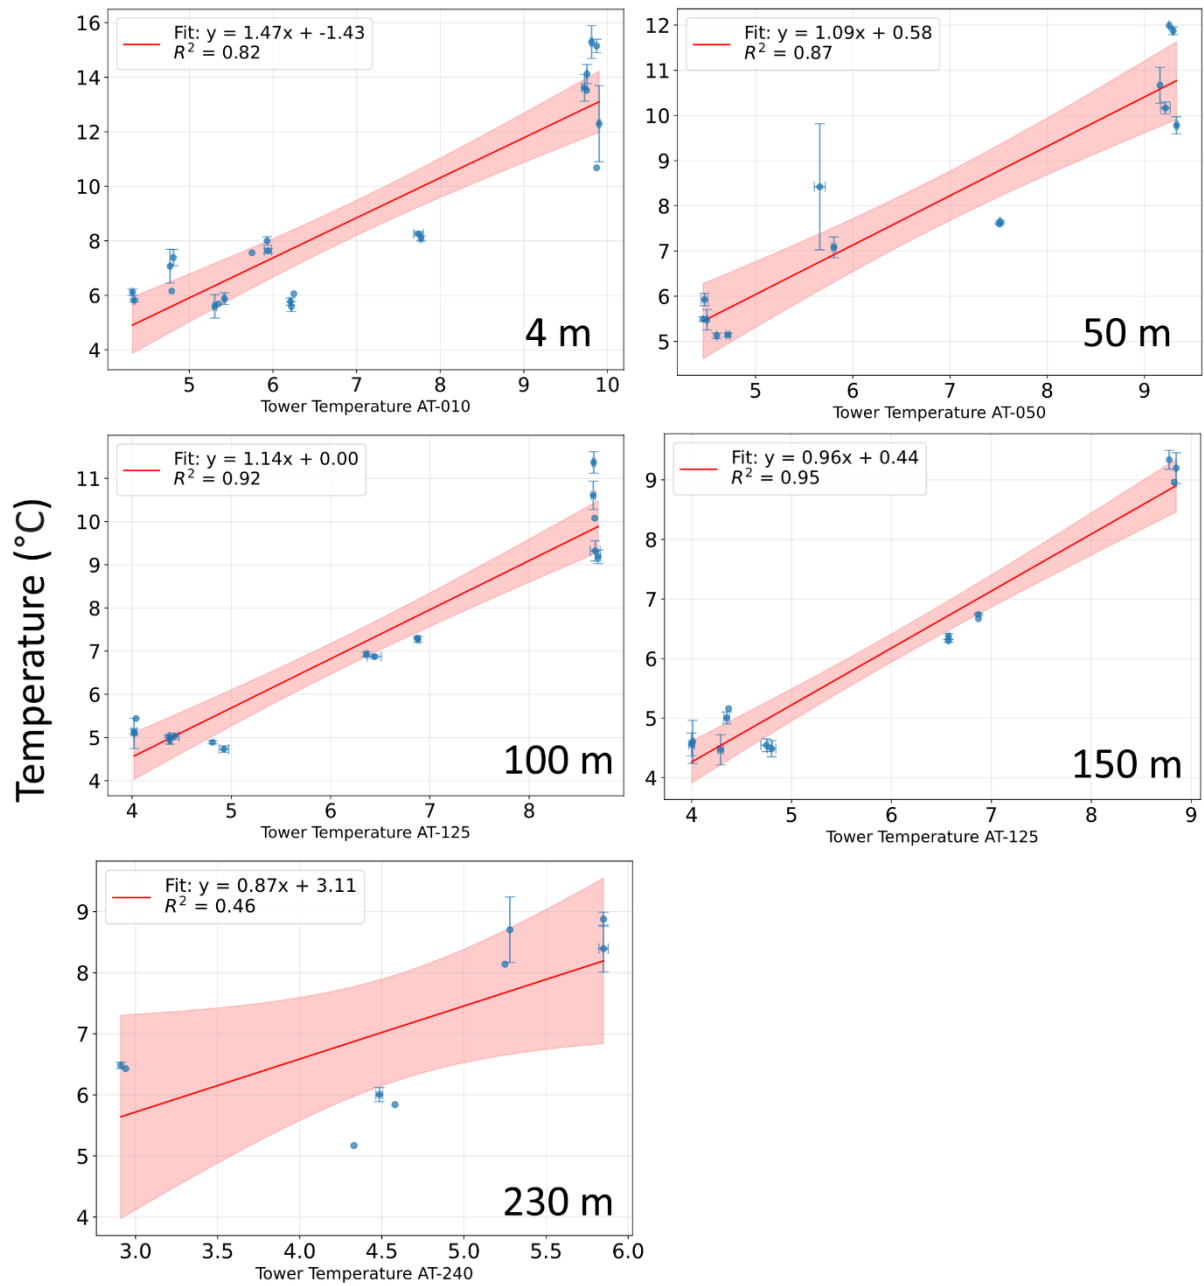 Temperature (°C)
Fit: y = 1.47x + -1.43
R² = 0.82
16
14
12
10
8
6
4
4 m
5 6 7 8 9 10
Tower Temperature AT-010
Fit: y = 1.09x + 0.58
R² = 0.87
12
11
10
9
8
7
6
5
50 m
5 6 7 8 9
Tower Temperature AT-050
Fit: y = 1.14x + 0.00
R² = 0.92
11
10
9
8
7
6
5
4
100 m
4 5 6 7 8
Tower Temperature AT-125
Fit: y = 0.96x + 0.44
R² = 0.95
9
8
7
6
5
4
150 m
4 5 6 7 8 9
Tower Temperature AT-125
Fit: y = 0.87x + 3.11
R² = 0.46
9
8
7
6
5
4
230 m
3.0 3.5 4.0 4.5 5.0 5.5 6.0
Tower Temperature AT-240